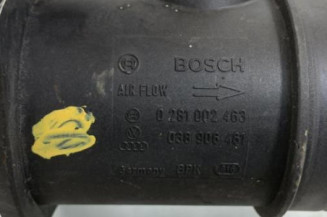 BOSCH
AIR FLOW
0 281 002 463
038 906 461
Germany